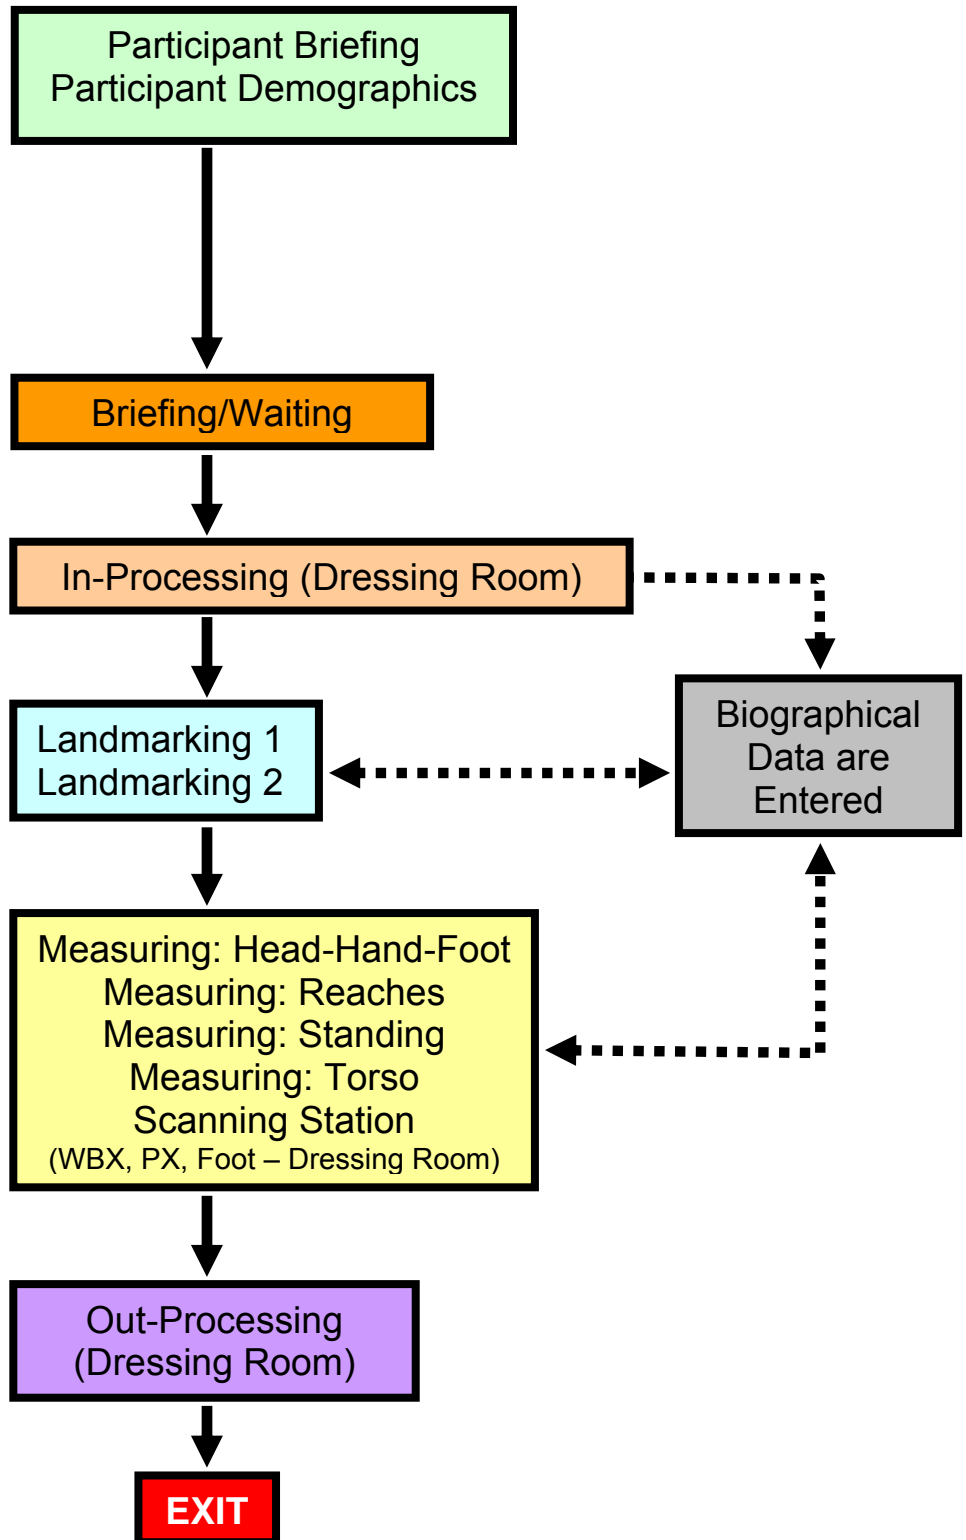 Participant Briefing
Participant Demographics
Briefing/Waiting
In-Processing (Dressing Room)
Landmarking 1
Landmarking 2
Biographical
Data are
Entered
Measuring: Head-Hand-Foot
Measuring: Reaches
Measuring: Standing
Measuring: Torso
Scanning Station
(WBX, PX, Foot – Dressing Room)
Out-Processing
(Dressing Room)
EXIT